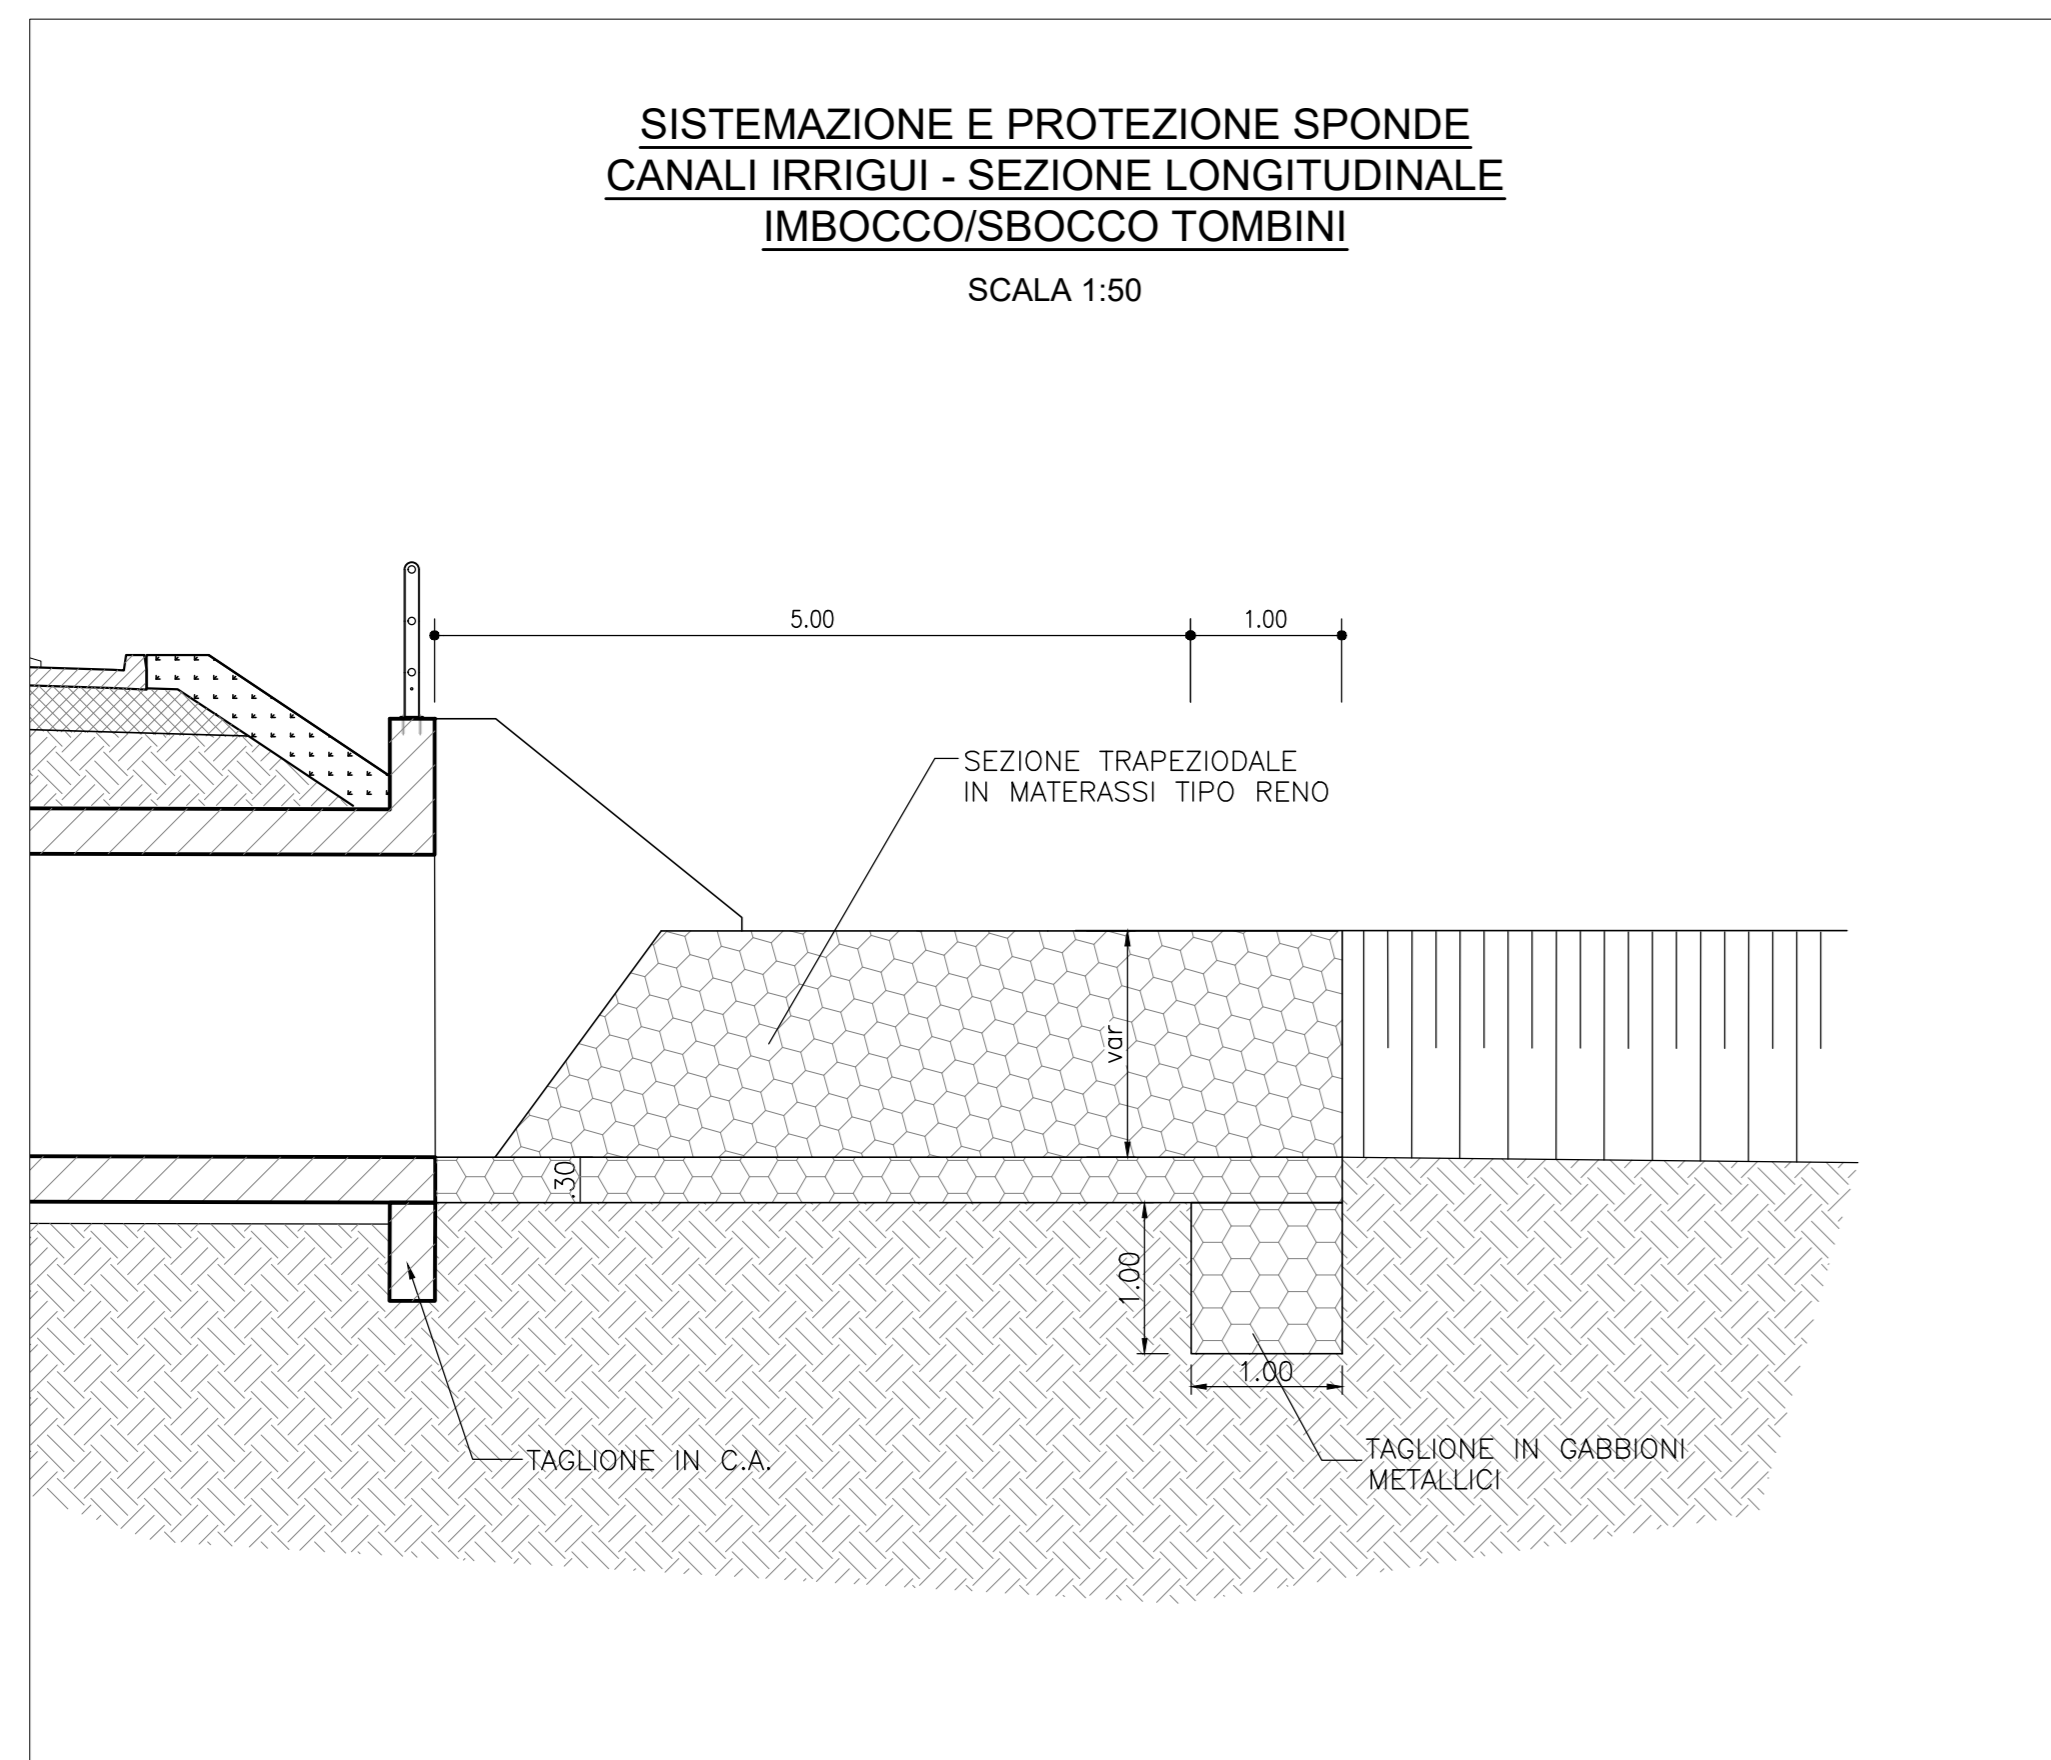 SISTEMAZIONE E PROTEZIONE SPONDE
CANALI IRRIGUI - SEZIONE LONGITUDINALE
IMBOCCO/SBOCCO TOMBINI
SCALA 1:50
5.00
1.00
SEZIONE TRAPEZIODALE
IN MATERASSI TIPO RENO
var
.30
1.00
1.00
TAGLIONE IN C.A.
TAGLIONE IN GABBIONI
METALLICI